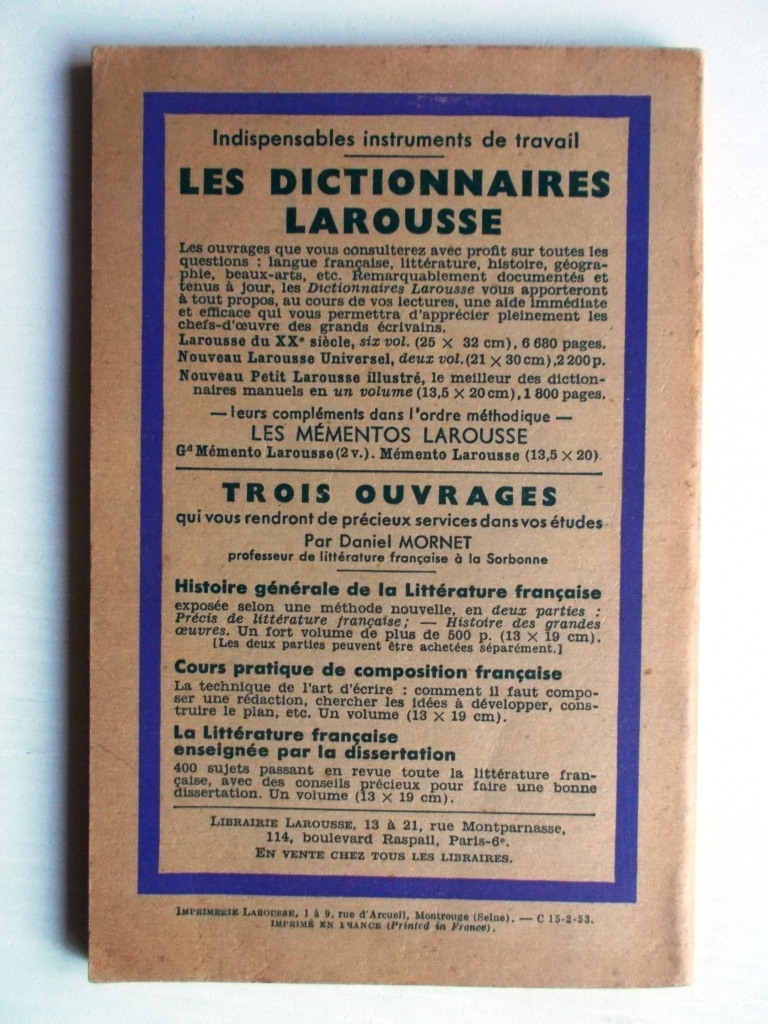 Indispensables instruments de travail
LES DICTIONNAIRES
LAROUSSE
Les ouvrages que vous consulterez avec profit sur toutes les
questions : langue française, littérature, histoire, géogra-
phie, beaux-arts, etc. Remarquablement documentés et
tenus à jour, les Dictionnaires Larousse vous apporteront
à tout propos, au cours de vos lectures, une aide immédiate
et efficace qui vous permettra d'apprécier pleinement les
chefs-d'œuvre des grands écrivains.
Larousse du XXᵉ siècle, six vol. (25 × 32 cm), 6 680 pages.
Nouveau Larousse Universel, deux vol.(21 × 30 cm),2 200 p.
Nouveau Petit Larousse illustré, le meilleur des diction-
naires manuels en un volume (13,5 × 20 cm), 1 800 pages.
— leurs compléments dans l'ordre méthodique —
LES MÉMENTOS LAROUSSE
Gᵈ Mémento Larousse (2 v.). Mémento Larousse (13,5 × 20)
TROIS OUVRAGES
qui vous rendront de précieux services dans vos études
Par Daniel MORNET
professeur de littérature française à la Sorbonne
Histoire générale de la Littérature française
exposée selon une méthode nouvelle, en deux parties :
Précis de littérature française; — Histoire des grandes
œuvres. Un fort volume de plus de 500 p. (13 × 19 cm).
[Les deux parties peuvent être achetées séparément.]
Cours pratique de composition française
La technique de l'art d'écrire : comment il faut compo-
ser une rédaction, chercher les idées à développer, cons-
truire le plan, etc. Un volume (13 × 19 cm).
La Littérature française
enseignée par la dissertation
400 sujets passant en revue toute la littérature fran-
çaise, avec des conseils précieux pour faire une bonne
dissertation. Un volume (13 × 19 cm).
LIBRAIRIE LAROUSSE, 13 à 21, rue Montparnasse,
114, boulevard Raspail, Paris-6ᵉ.
EN VENTE CHEZ TOUS LES LIBRAIRES.
IMPRIMERIE LAROUSSE, 1 à 9, rue d'Arcueil, Montrouge (Seine). — C 15-2-53.
IMPRIMÉ EN FRANCE (Printed in France).